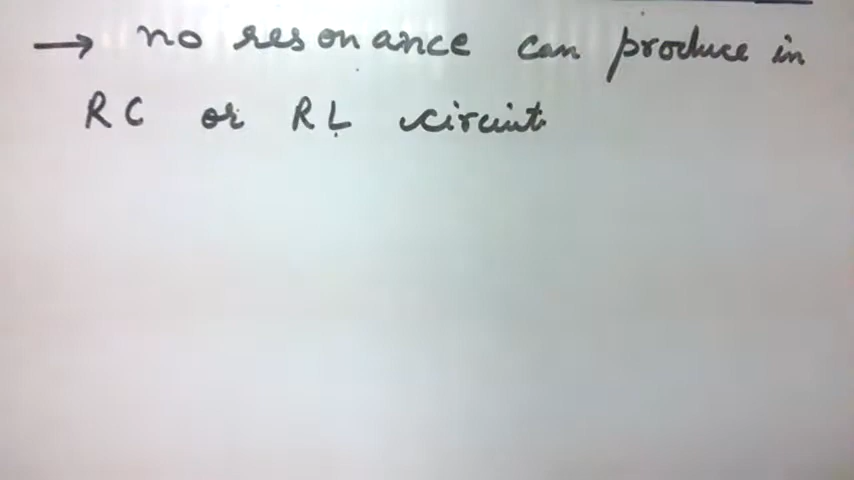 → no resonance can produce in
RC or RL circuit.